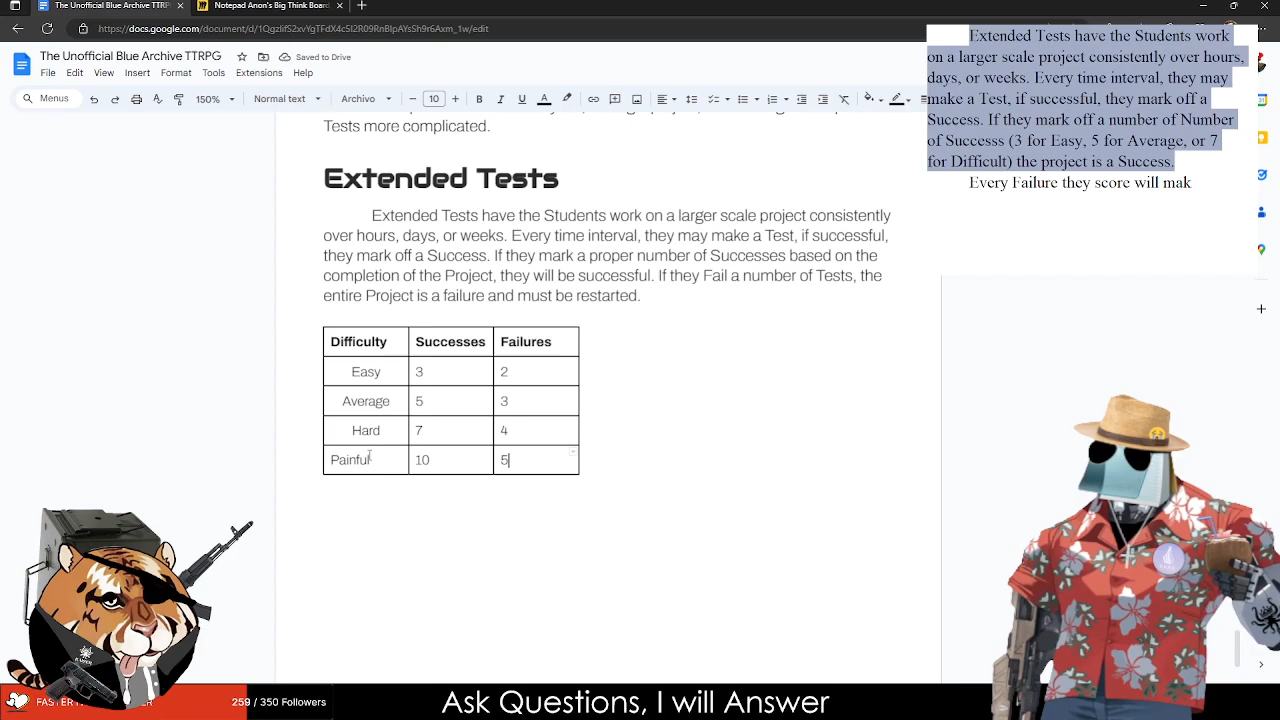 The Unofficial Blue Archive TTRP
Notepad Anon's Big Think Board
https://docs.google.com/document/d/1QgzlifS2xvYgTFdX4cSl2R09RnBlpAYsSh9r6Axm_1w/edit
The Unofficial Blue Archive TTRPG
Saved to Drive
File Edit View Insert Format Tools Extensions Help
Menus
150%
Normal text
Archivo
10
Tests more complicated.
Extended Tests
Extended Tests have the Students work on a larger scale project consistently
over hours, days, or weeks. Every time interval, they may make a Test, if successful,
they mark off a Success. If they mark a proper number of Successes based on the
completion of the Project, they will be successful. If they Fail a number of Tests, the
entire Project is a failure and must be restarted.
Difficulty Successes Failures
Easy 3 2
Average 5 3
Hard 7 4
Painful 10 5
Extended Tests have the Students work
on a larger scale project consistently over hours,
days, or weeks. Every time interval, they may
make a Test, if successful, they mark off a
Success. If they mark off a number of Number
of Successs (3 for Easy, 5 for Average, or 7
for Difficult) the project is a Success.
Every Failure they score will mak
259 / 350 Followers
Ask Questions, I will Answer